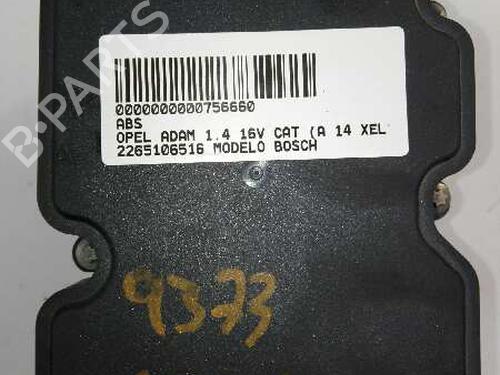 B-PARTS
0000000000756660
ABS
OPEL ADAM 1.4 16V CAT (A 14 XEL
2265106516 MODELO BOSCH
9373